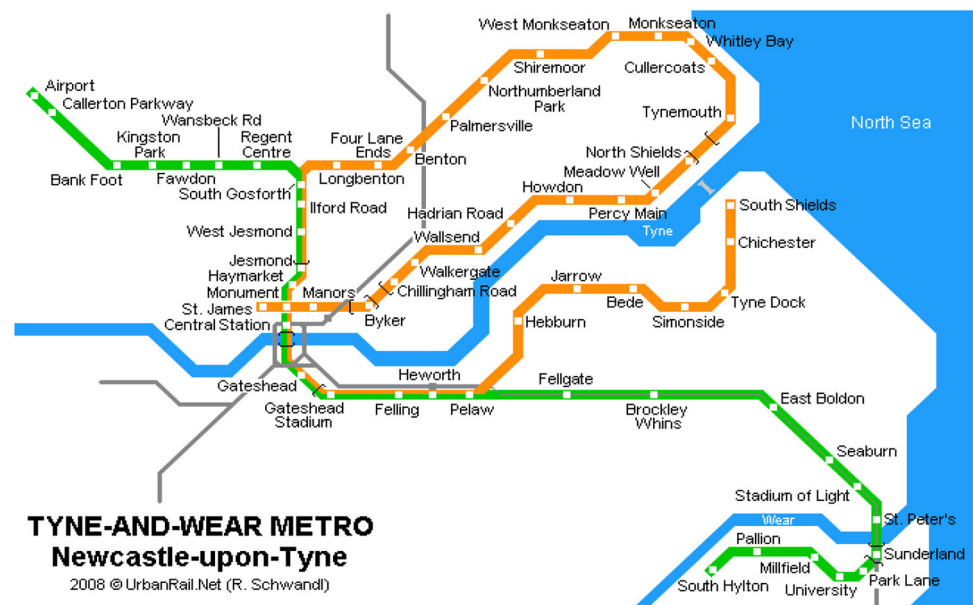 West Monkseaton
Monkseaton
Whitley Bay
Shiremoor
Cullercoats
Airport
Callerton Parkway
Northumberland
Park
Tynemouth
Wansbeck Rd
Kingston
Park
Regent
Centre
Four Lane
Ends
Palmersville
North Sea
Benton
North Shields
Bank Foot
Fawdon
South Gosforth
Longbenton
Meadow Well
Howdon
Ilford Road
Hadrian Road
Percy Main
South Shields
West Jesmond
Wallsend
Tyne
Chichester
Jesmond
Haymarket
Walkergate
Monument
Manors
Chillingham Road
Jarrow
Bede
Tyne Dock
St. James
Byker
Simonside
Central Station
Hebburn
Gateshead
Heworth
Fellgate
Gateshead
Stadium
Felling
Pelaw
Brockley
Whins
East Boldon
Seaburn
Stadium of Light
TYNE-AND-WEAR METRO
Newcastle-upon-Tyne
2008 © UrbanRail.Net (R. Schwandl)
Wear
St. Peter's
Pallion
Sunderland
Millfield
South Hylton
University
Park Lane